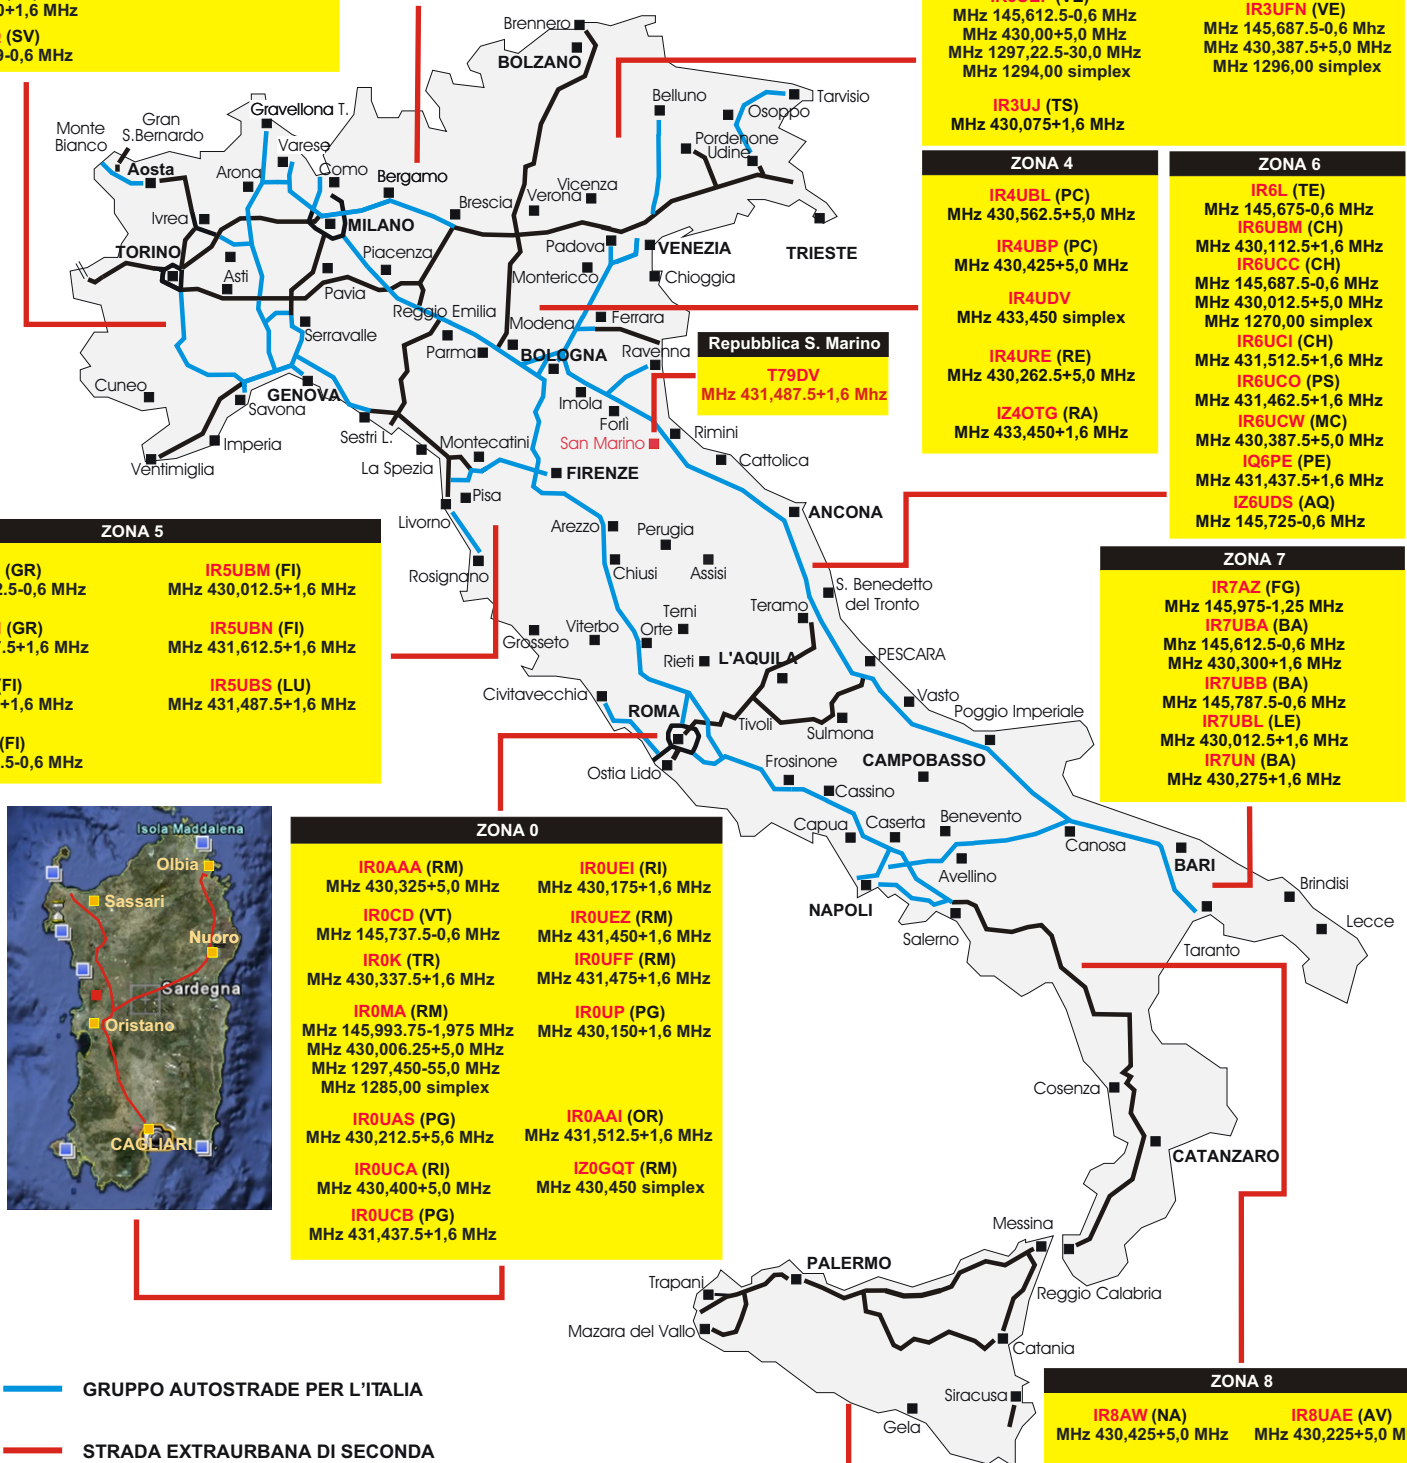 0+1,6 MHz
(SV)
9-0,6 MHz
MHz 145,612.5-0,6 MHz
MHz 430,00+5,0 MHz
MHz 1297,22.5-30,0 MHz
MHz 1294,00 simplex
IR3UJ (TS)
MHz 430,075+1,6 MHz
IR3UFN (VE)
MHz 145,687.5-0,6 Mhz
MHz 430,387.5+5,0 MHz
MHz 1296,00 simplex
ZONA 4
IR4UBL (PC)
MHz 430,562.5+5,0 MHz
IR4UBP (PC)
MHz 430,425+5,0 MHz
IR4UDV
MHz 433,450 simplex
IR4URE (RE)
MHz 430,262.5+5,0 MHz
IZ4OTG (RA)
MHz 433,450+1,6 MHz
ZONA 6
IR6L (TE)
MHz 145,675-0,6 MHz
IR6UBM (CH)
MHz 430,112.5+1,6 MHz
IR6UCC (CH)
MHz 145,687.5-0,6 MHz
MHz 430,012.5+5,0 MHz
MHz 1270,00 simplex
IR6UCI (CH)
MHz 431,512.5+1,6 MHz
IR6UCO (PS)
MHz 431,462.5+1,6 MHz
IR6UCW (MC)
MHz 430,387.5+5,0 MHz
IQ6PE (PE)
MHz 431,437.5+1,6 MHz
IZ6UDS (AQ)
MHz 145,725-0,6 MHz
Repubblica S. Marino
T79DV
MHz 431,487.5+1,6 Mhz
ZONA 5
(GR)
2.5-0,6 MHz
(GR)
7.5+1,6 MHz
(FI)
+1,6 MHz
(FI)
.5-0,6 MHz
IR5UBM (FI)
MHz 430,012.5+1,6 MHz
IR5UBN (FI)
MHz 431,612.5+1,6 MHz
IR5UBS (LU)
MHz 431,487.5+1,6 MHz
ZONA 7
IR7AZ (FG)
MHz 145,975-1,25 MHz
IR7UBA (BA)
Mhz 145,612.5-0,6 MHz
MHz 430,300+1,6 MHz
IR7UBB (BA)
MHz 145,787.5-0,6 MHz
IR7UBL (LE)
MHz 430,012.5+1,6 MHz
IR7UN (BA)
MHz 430,275+1,6 MHz
ZONA 0
IR0AAA (RM)
MHz 430,325+5,0 MHz
IR0CD (VT)
MHz 145,737.5-0,6 MHz
IR0K (TR)
MHz 430,337.5+1,6 MHz
IR0MA (RM)
MHz 145,993.75-1,975 MHz
MHz 430,006.25+5,0 MHz
MHz 1297,450-55,0 MHz
MHz 1285,00 simplex
IR0UAS (PG)
MHz 430,212.5+5,6 MHz
IR0UCA (RI)
MHz 430,400+5,0 MHz
IR0UCB (PG)
MHz 431,437.5+1,6 MHz
IR0UEI (RI)
MHz 430,175+1,6 MHz
IR0UEZ (RM)
MHz 431,450+1,6 MHz
IR0UFF (RM)
MHz 431,475+1,6 MHz
IR0UP (PG)
MHz 430,150+1,6 MHz
IR0AAI (OR)
MHz 431,512.5+1,6 MHz
IZ0GQT (RM)
MHz 430,450 simplex
ZONA 8
IR8AW (NA)
MHz 430,425+5,0 MHz
IR8UAE (AV)
MHz 430,225+5,0 M
Brennero
BOLZANO
Belluno
Tarvisio
Osoppo
Pordenone
Udine
Gravellona T.
Gran
S.Bernardo
Monte
Bianco
Aosta
Varese
Como
Arona
Bergamo
Brescia
Verona
Vicenza
Ivrea
MILANO
TORINO
Piacenza
Padova
VENEZIA
TRIESTE
Asti
Pavia
Montericco
Chioggia
Reggio Emilia
Modena
Ferrara
Serravalle
Parma
BOLOGNA
Ravenna
Cuneo
GENOVA
Savona
Imola
Forlì
Imperia
Sestri L.
Montecatini
San Marino
Rimini
Ventimiglia
La Spezia
Cattolica
FIRENZE
Pisa
Livorno
ANCONA
Arezzo
Perugia
Rosignano
Chiusi
Assisi
S. Benedetto
del Tronto
Teramo
Terni
Viterbo
Orte
Grosseto
Rieti
L'AQUILA
PESCARA
Civitavecchia
ROMA
Vasto
Tivoli
Sulmona
Poggio Imperiale
Ostia Lido
Frosinone
CAMPOBASSO
Cassino
Capua
Caserta
Benevento
Canosa
BARI
Avellino
Brindisi
NAPOLI
Lecce
Salerno
Taranto
Cosenza
CATANZARO
Messina
PALERMO
Trapani
Reggio Calabria
Mazara del Vallo
Catania
Siracusa
Gela
Isola Maddalena
Olbia
Sassari
Nuoro
Sardegna
Oristano
CAGLIARI
GRUPPO AUTOSTRADE PER L'ITALIA
STRADA EXTRAURBANA DI SECONDA